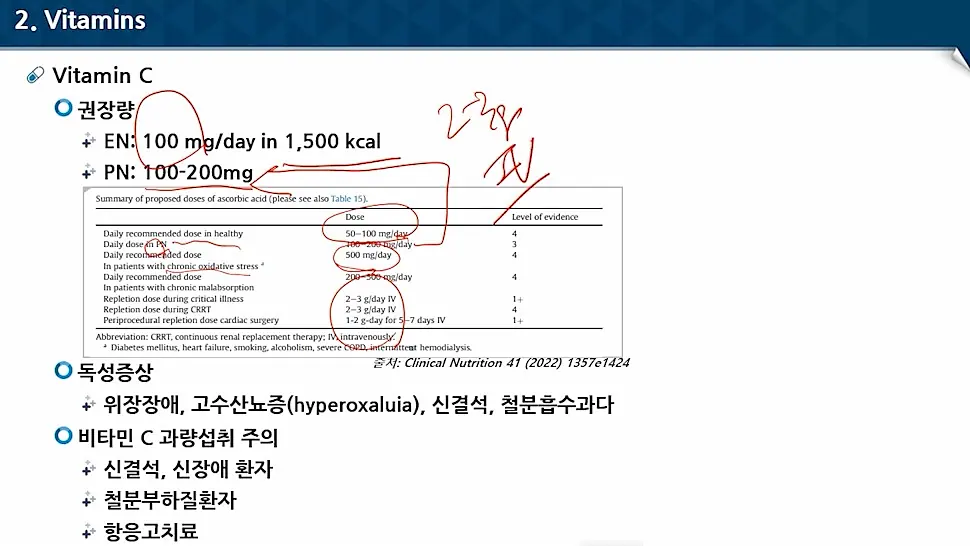 2. Vitamins
Vitamin C
권장량
EN: 100 mg/day in 1,500 kcal
PN: 100-200mg
2-3g
IV
Summary of proposed doses of ascorbic acid (please see also Table 15).
Dose Level of evidence
Daily recommended dose in healthy 50–100 mg/day 4
Daily dose in PN 100–200 mg/day 3
Daily recommended dose 500 mg/day 4
In patients with chronic oxidative stress a
Daily recommended dose 200–500 mg/day 4
In patients with chronic malabsorption
Repletion dose during critical illness 2–3 g/day IV 1+
Repletion dose during CRRT 2–3 g/day IV 4
Periprocedural repletion dose cardiac surgery 1-2 g-day for 5–7 days IV 1+
Abbreviation: CRRT, continuous renal replacement therapy; IV, intravenously.
a Diabetes mellitus, heart failure, smoking, alcoholism, severe COPD, intermittent hemodialysis.
출처: Clinical Nutrition 41 (2022) 1357e1424
독성증상
위장장애, 고수산뇨증(hyperoxaluia), 신결석, 철분흡수과다
비타민 C 과량섭취 주의
신결석, 신장애 환자
철분부하질환자
항응고치료